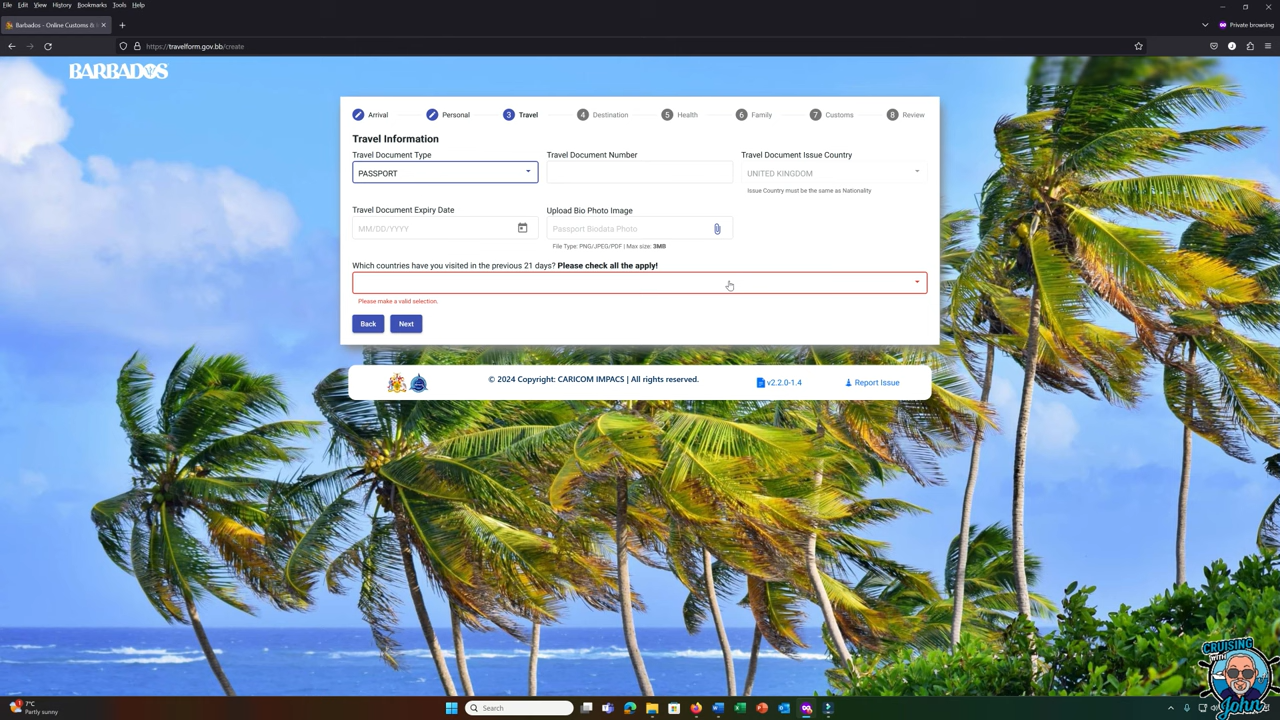 File Edit View History Bookmarks Tools Help
Barbados - Online Customs &
Private browsing
https://travelform.gov.bb/create
BARBADOS
Arrival
Personal
3 Travel
4 Destination
5 Health
6 Family
7 Customs
8 Review
Travel Information
Travel Document Type
Travel Document Number
Travel Document Issue Country
PASSPORT
UNITED KINGDOM
Issue Country must be the same as Nationality
Travel Document Expiry Date
Upload Bio Photo Image
MM/DD/YYYY
Passport Biodata Photo
File Type: PNG/JPEG/PDF | Max size: 3MB
Which countries have you visited in the previous 21 days? Please check all the apply!
Please make a valid selection.
Back
Next
© 2024 Copyright: CARICOM IMPACS | All rights reserved.
v2.2.0-1.4
Report Issue
CRUISING
WITH
John
7°C
Partly sunny
Search